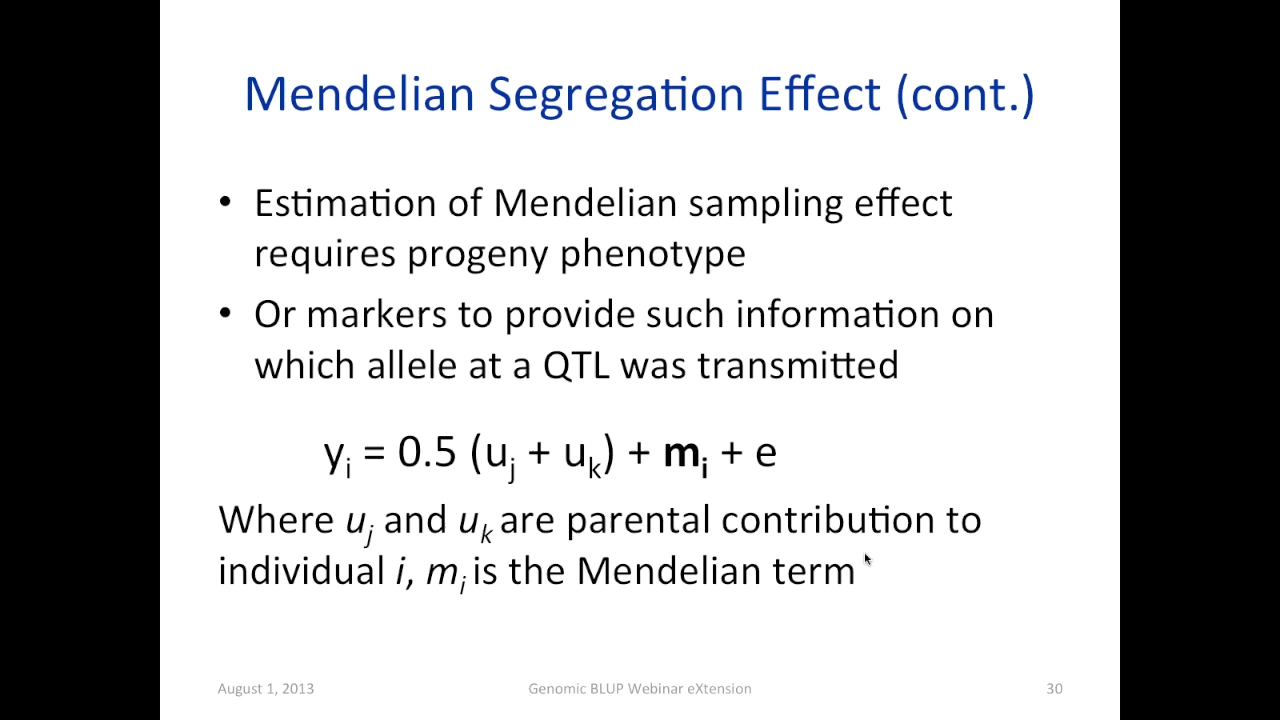 Mendelian Segregation Effect (cont.)
• Estimation of Mendelian sampling effect
requires progeny phenotype
• Or markers to provide such information on
which allele at a QTL was transmitted
yi = 0.5 (uj + uk) + mi + e
Where uj and uk are parental contribution to
individual i, mi is the Mendelian term
August 1, 2013 Genomic BLUP Webinar eXtension 30